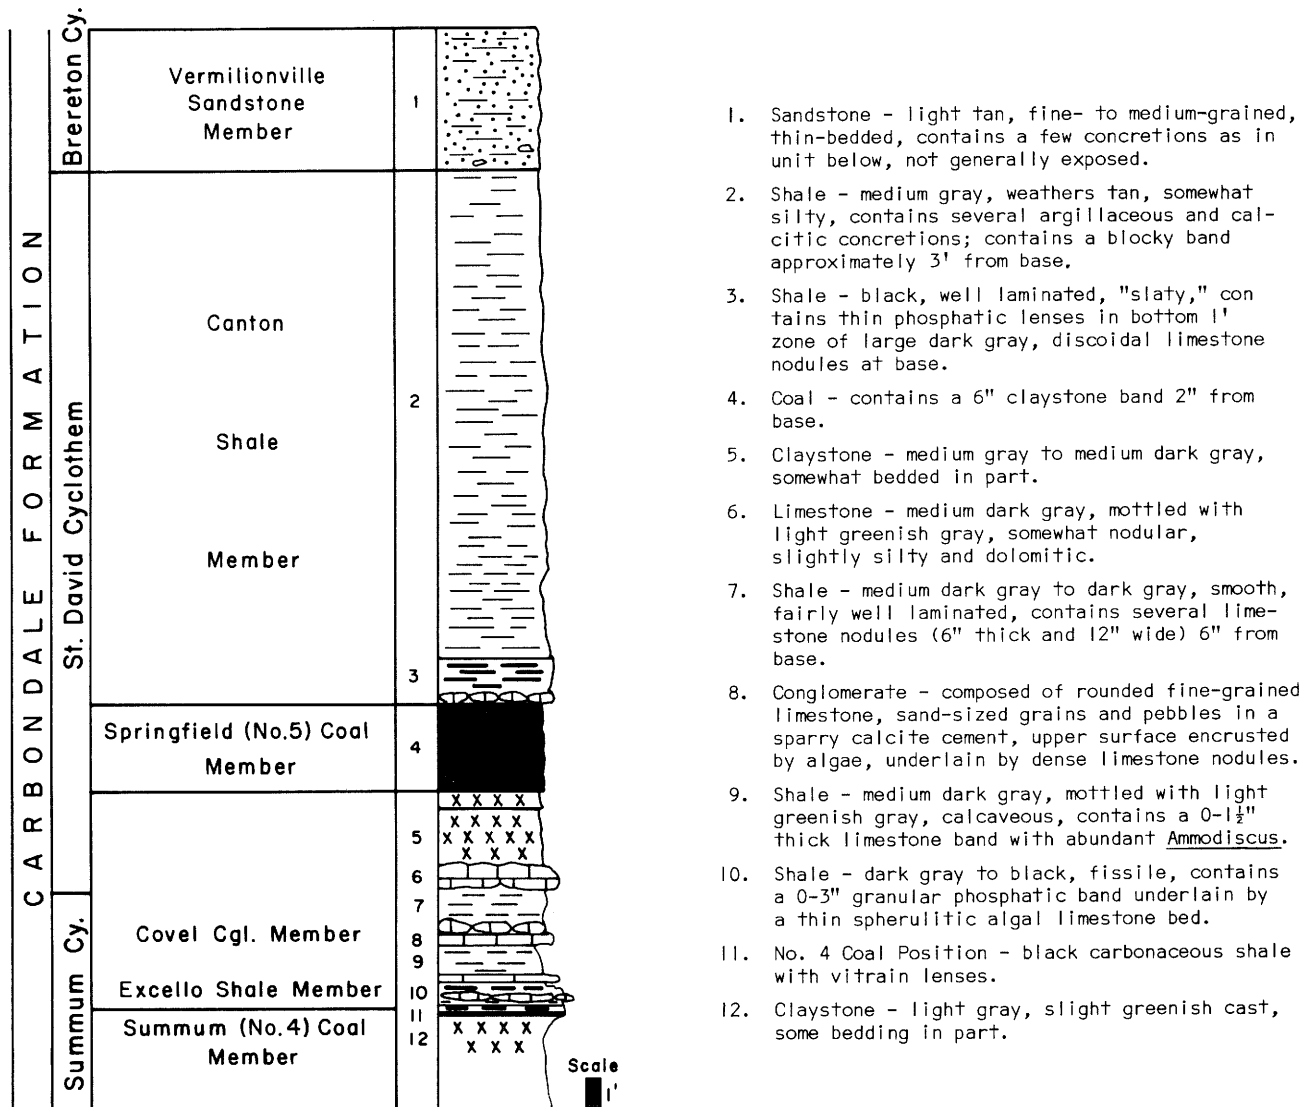 CARBONDALE FORMATION
Brereton Cy.
St. David Cyclothem
Summum Cy.
Vermilionville
Sandstone
Member
1
Canton
Shale
Member
2
3
Springfield (No.5) Coal
Member
4
5
6
7
Covel Cgl. Member
8
9
Excello Shale Member
10
11
Summum (No.4) Coal
Member
12
Scale
1'
1. Sandstone - light tan, fine- to medium-grained,
thin-bedded, contains a few concretions as in
unit below, not generally exposed.
2. Shale - medium gray, weathers tan, somewhat
silty, contains several argillaceous and cal-
citic concretions; contains a blocky band
approximately 3' from base.
3. Shale - black, well laminated, "slaty," con
tains thin phosphatic lenses in bottom 1'
zone of large dark gray, discoidal limestone
nodules at base.
4. Coal - contains a 6" claystone band 2" from
base.
5. Claystone - medium gray to medium dark gray,
somewhat bedded in part.
6. Limestone - medium dark gray, mottled with
light greenish gray, somewhat nodular,
slightly silty and dolomitic.
7. Shale - medium dark gray to dark gray, smooth,
fairly well laminated, contains several lime-
stone nodules (6" thick and 12" wide) 6" from
base.
8. Conglomerate - composed of rounded fine-grained
limestone, sand-sized grains and pebbles in a
sparry calcite cement, upper surface encrusted
by algae, underlain by dense limestone nodules.
9. Shale - medium dark gray, mottled with light
greenish gray, calcaveous, contains a 0-1½"
thick limestone band with abundant Ammodiscus.
10. Shale - dark gray to black, fissile, contains
a 0-3" granular phosphatic band underlain by
a thin spherulitic algal limestone bed.
11. No. 4 Coal Position - black carbonaceous shale
with vitrain lenses.
12. Claystone - light gray, slight greenish cast,
some bedding in part.